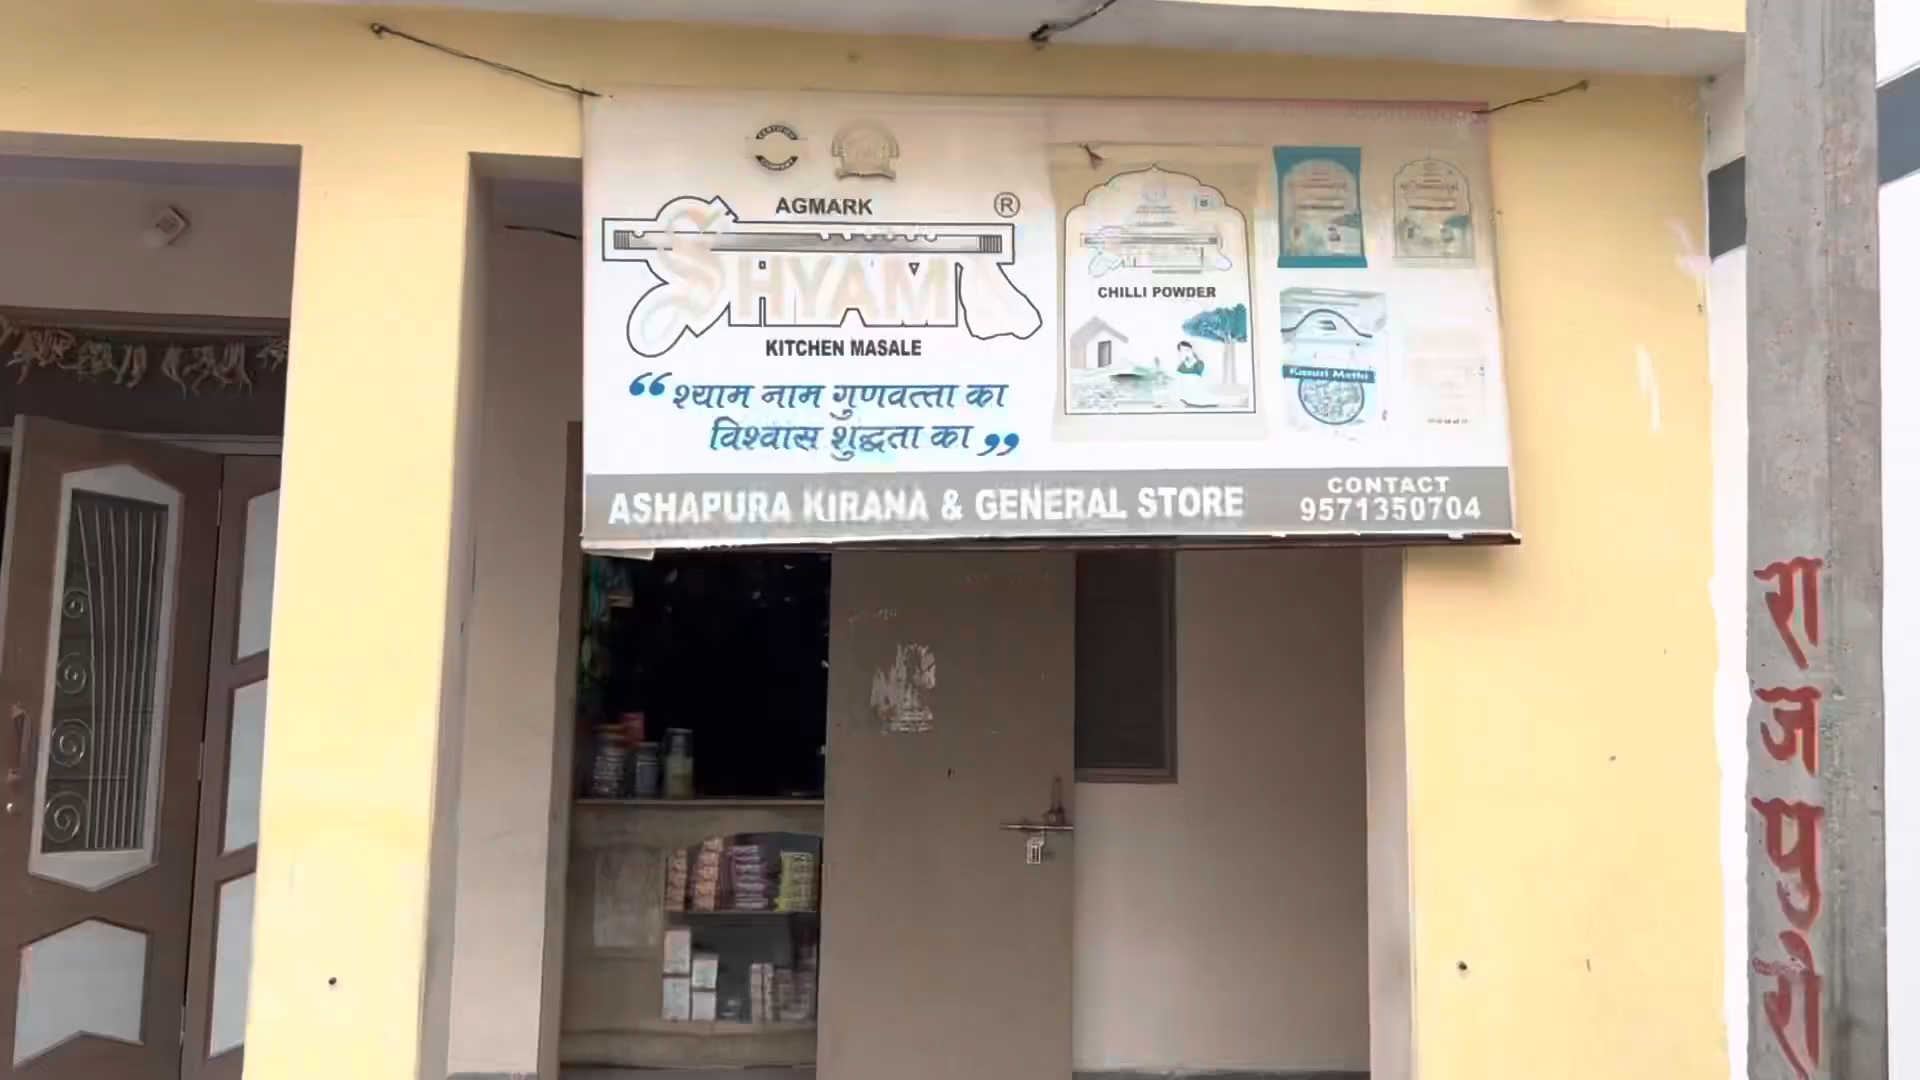 AGMARK
®
SHYAM
KITCHEN MASALE
“श्याम नाम गुणवत्ता का
विश्वास शुद्धता का”
CHILLI POWDER
Kasuri Methi
ASHAPURA KIRANA & GENERAL STORE
CONTACT
9571350704
रा
ज
पु
रा